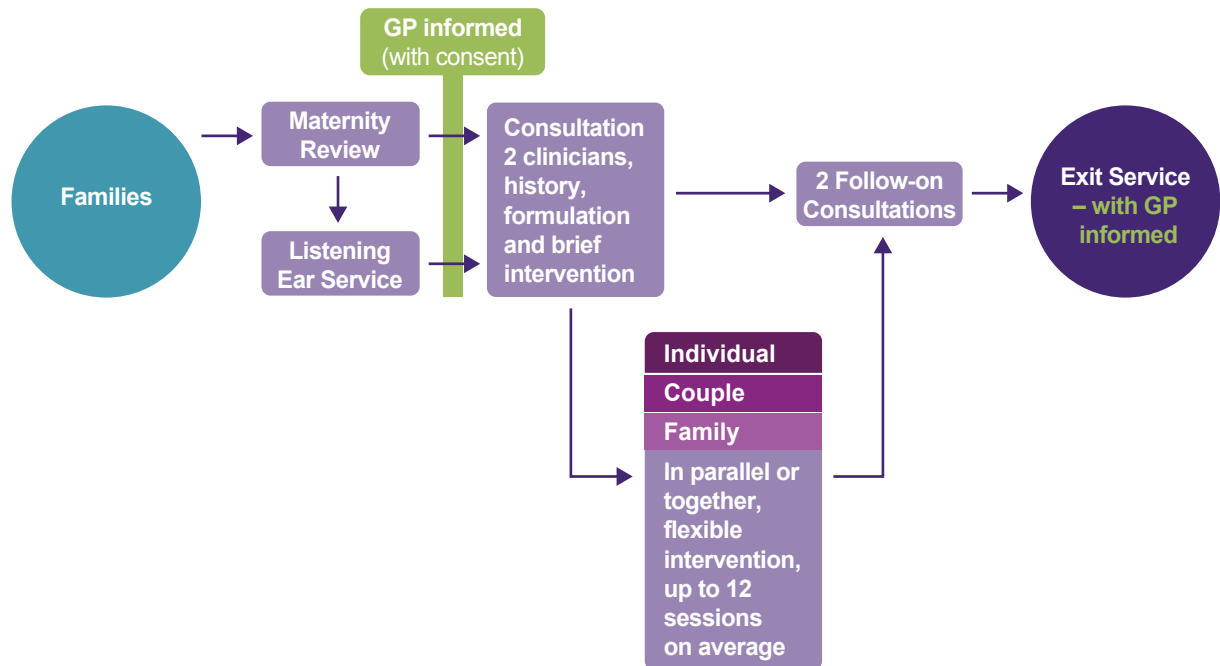 GP informed
(with consent)
Families
Maternity
Review
Listening
Ear Service
Consultation
2 clinicians,
history,
formulation
and brief
intervention
2 Follow-on
Consultations
Exit Service
– with GP
informed
Individual
Couple
Family
In parallel or
together,
flexible
intervention,
up to 12
sessions
on average